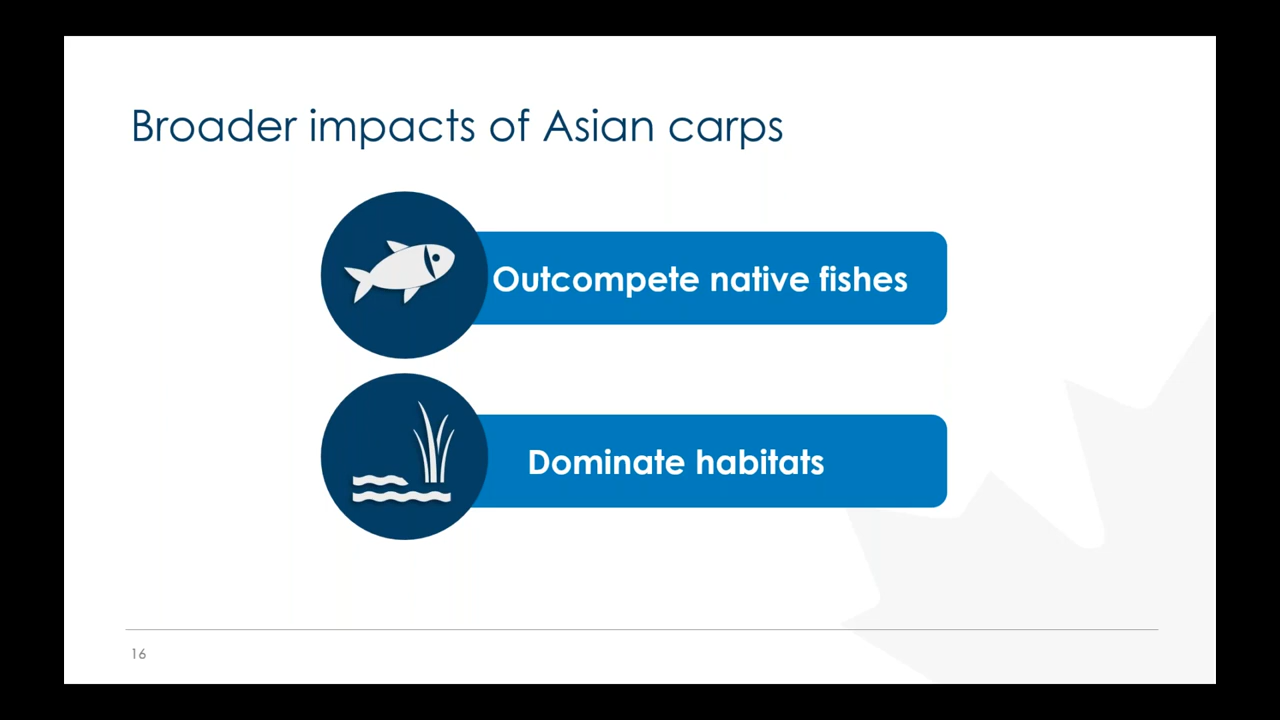 Broader impacts of Asian carps
Outcompete native fishes
Dominate habitats
16